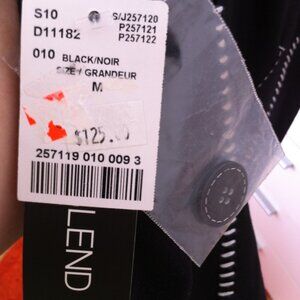 S10
S/J257120
D11182
P257121
P257122
010 BLACK/NOIR
SIZE / GRANDEUR
M
$125.00
257119 010 009 3
LEND